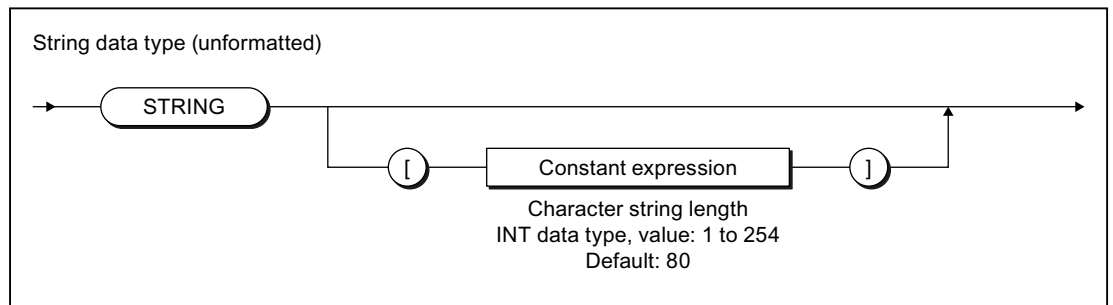 String data type (unformatted)
STRING
[ Constant expression ]
Character string length
INT data type, value: 1 to 254
Default: 80